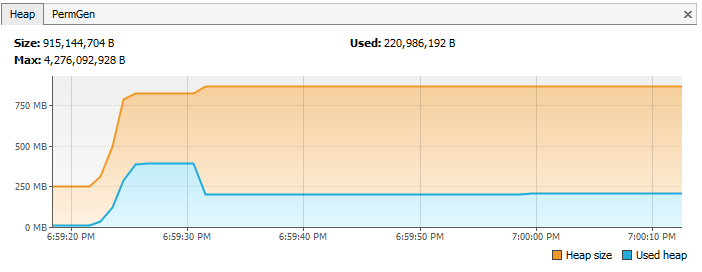 Heap PermGen
Size: 915,144,704 B Used: 220,986,192 B
Max: 4,276,092,928 B
750 MB
500 MB
250 MB
0 MB
6:59:20 PM 6:59:30 PM 6:59:40 PM 6:59:50 PM 7:00:00 PM 7:00:10 PM
Heap size Used heap